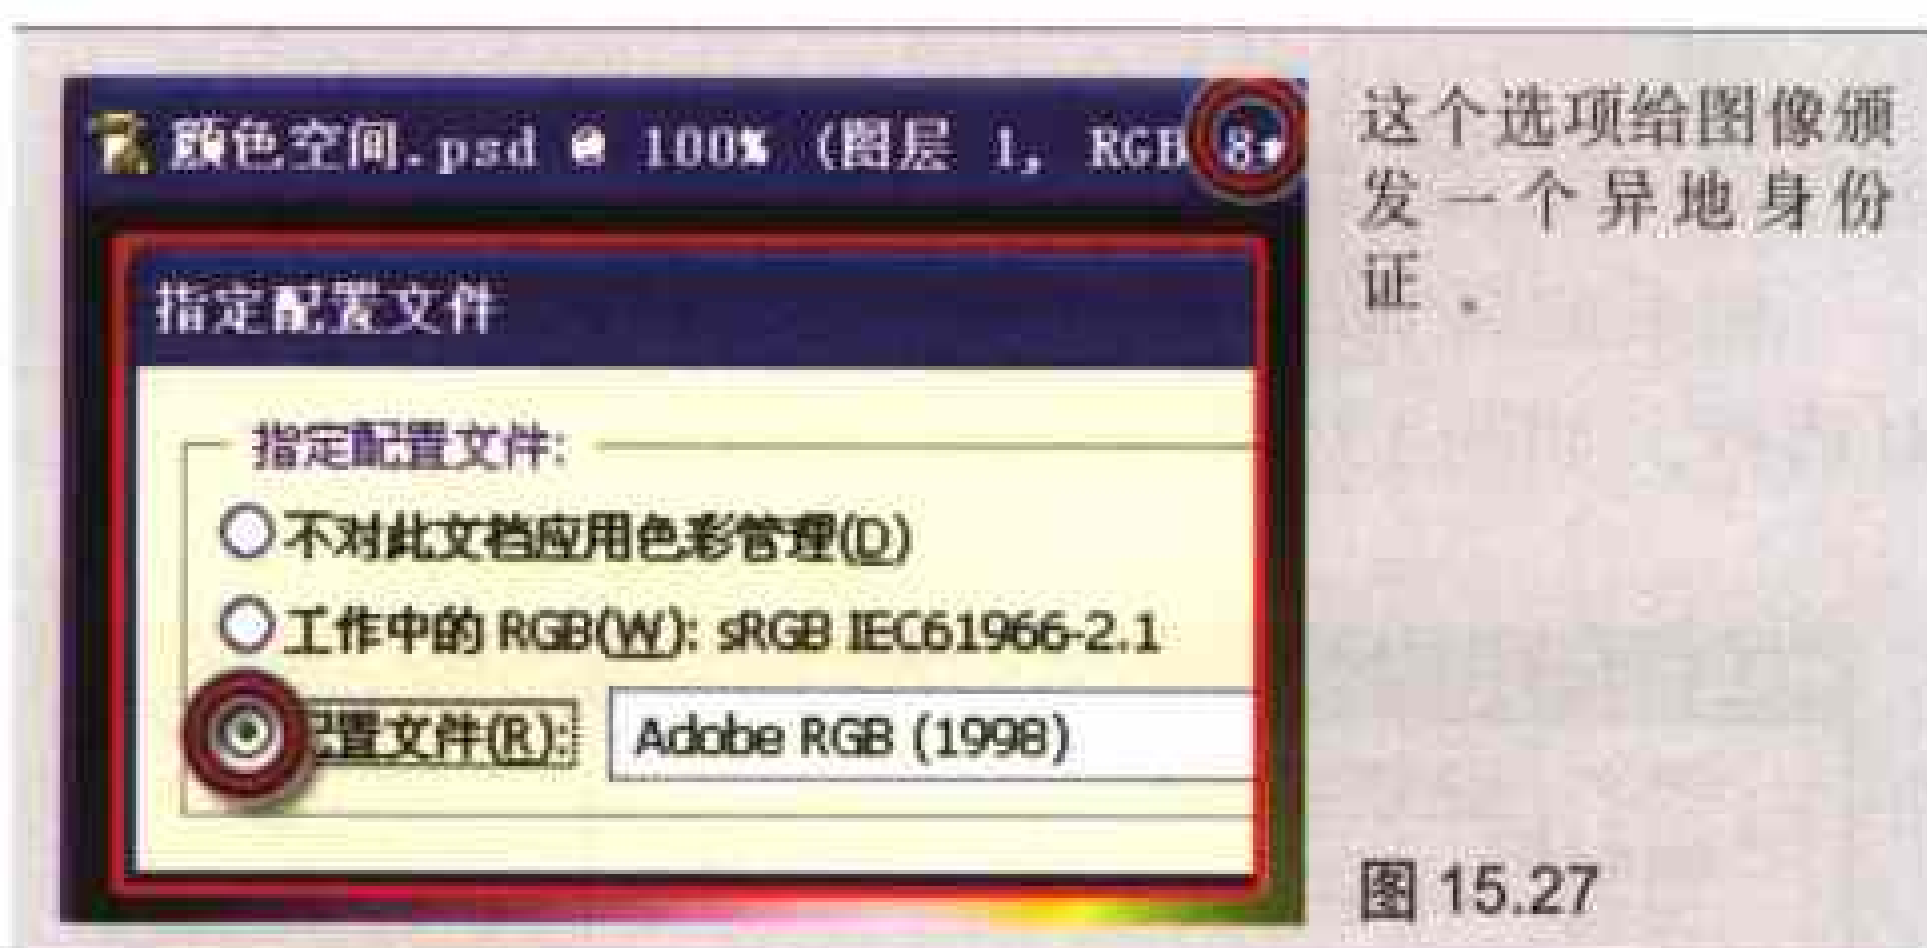 颜色空间.psd @ 100% (图层 1, RGB 8*
指定配置文件
指定配置文件:
不对此文档应用色彩管理(D)
工作中的 RGB(W): sRGB IEC61966-2.1
配置文件(R): Adobe RGB (1998)
这个选项给图像颁
发一个异地身份
证。
图 15.27